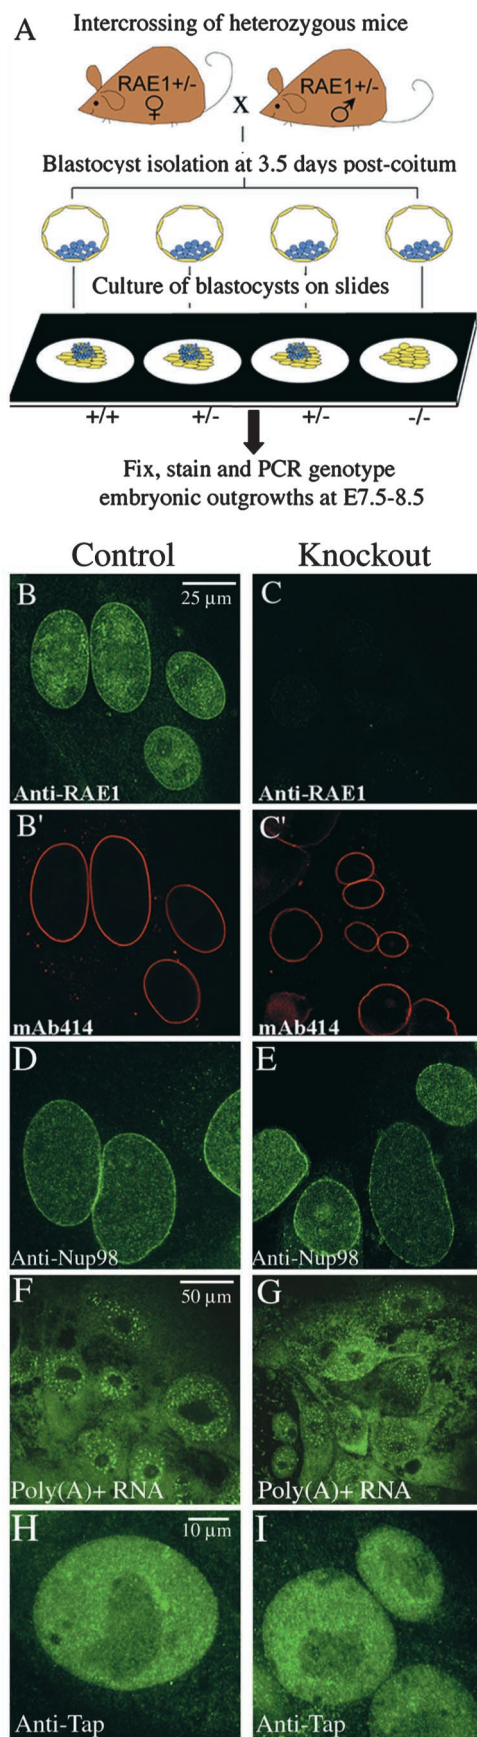 A
Intercrossing of heterozygous mice
RAE1+/-
♀
X
RAE1+/-
♂
Blastocyst isolation at 3.5 days post-coitum
Culture of blastocysts on slides
+/+ +/- +/- -/-
Fix, stain and PCR genotype
embryonic outgrowths at E7.5-8.5
Control Knockout
B
25 µm
Anti-RAE1
C
Anti-RAE1
B'
mAb414
C'
mAb414
D
Anti-Nup98
E
Anti-Nup98
F
50 µm
Poly(A)+ RNA
G
Poly(A)+ RNA
H
10 µm
Anti-Tap
I
Anti-Tap